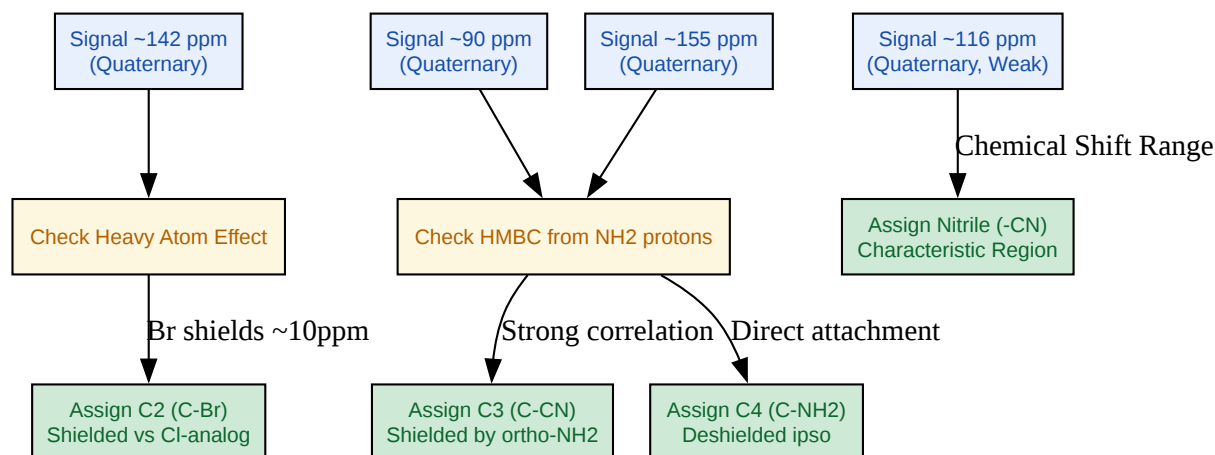 Signal ~142 ppm
(Quaternary)
Signal ~90 ppm
(Quaternary)
Signal ~155 ppm
(Quaternary)
Signal ~116 ppm
(Quaternary, Weak)
Chemical Shift Range
Check Heavy Atom Effect
Check HMBC from NH2 protons
Assign Nitrile (-CN)
Characteristic Region
Br shields ~10ppm
Strong correlation
Direct attachment
Assign C2 (C-Br)
Shielded vs Cl-analog
Assign C3 (C-CN)
Shielded by ortho-NH2
Assign C4 (C-NH2)
Deshielded ipso